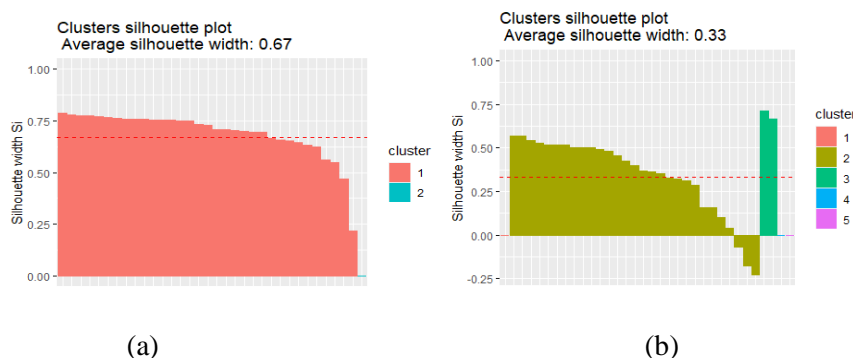 Clusters silhouette plot
Average silhouette width: 0.67
1.00
0.75
0.50
0.25
0.00
Silhouette width Si
cluster
1
2
(a)
Clusters silhouette plot
Average silhouette width: 0.33
1.00
0.75
0.50
0.25
0.00
-0.25
Silhouette width Si
cluster
1
2
3
4
5
(b)